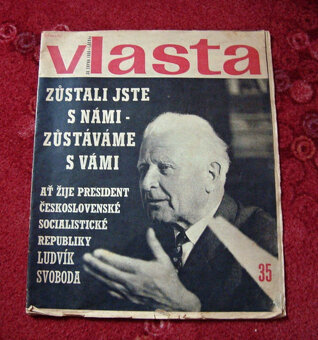 vlasta
ZŮSTALI JSTE
S NÁMI -
ZŮSTÁVÁME
S VÁMI
AŤ ŽIJE PRESIDENT
ČESKOSLOVENSKÉ
SOCIALISTICKÉ
REPUBLIKY
LUDVÍK
SVOBODA
35